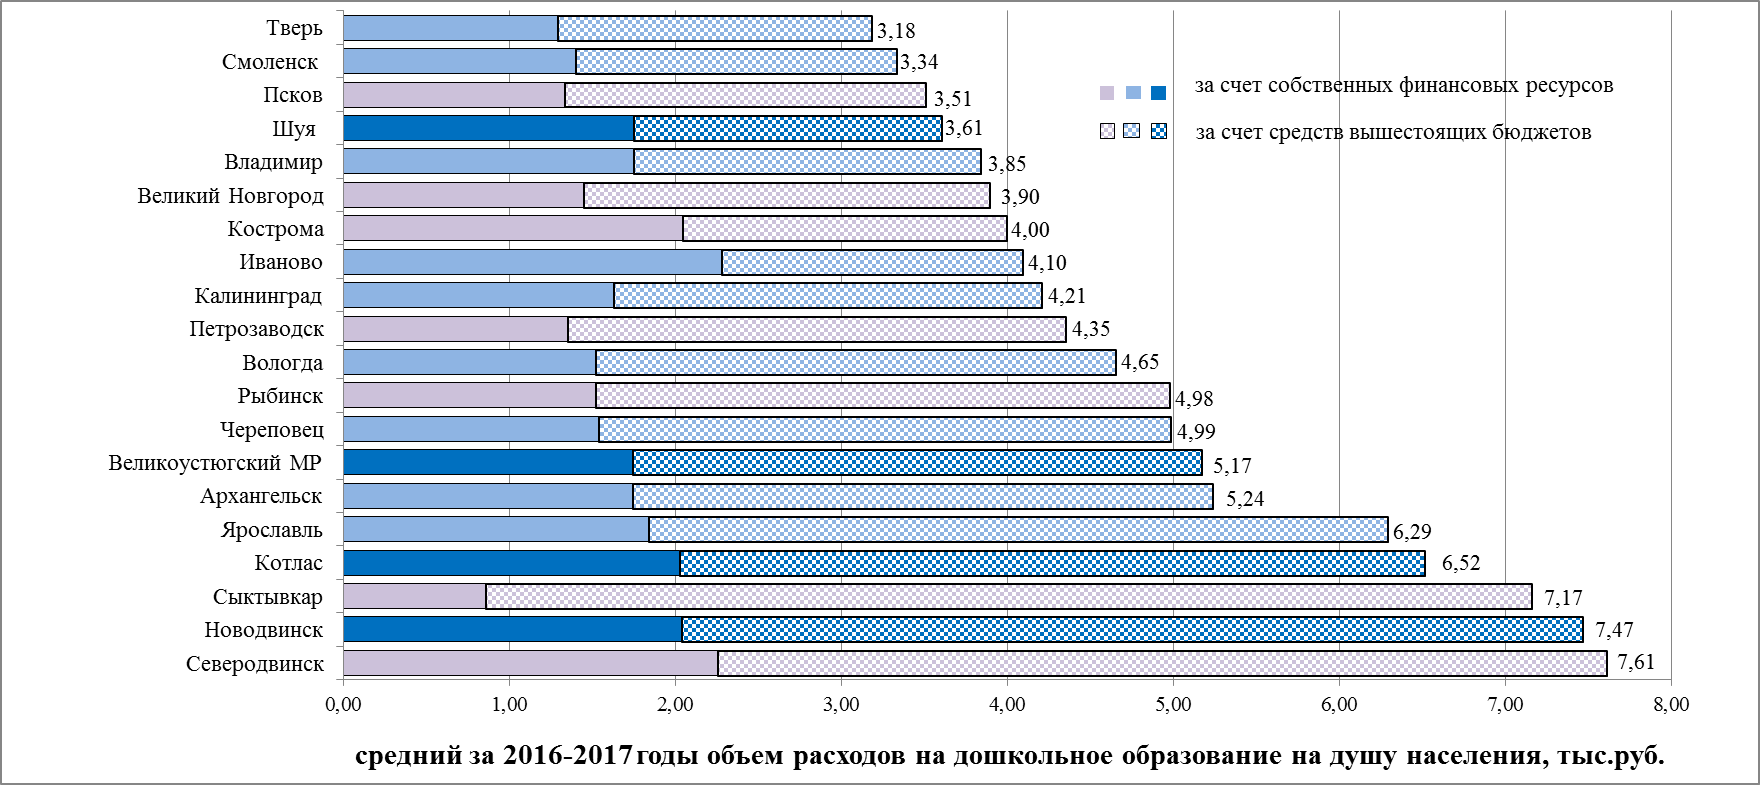 Тверь 3,18
Смоленск 3,34
Псков 3,51
за счет собственных финансовых ресурсов
Шуя 3,61
за счет средств вышестоящих бюджетов
Владимир 3,85
Великий Новгород 3,90
Кострома 4,00
Иваново 4,10
Калининград 4,21
Петрозаводск 4,35
Вологда 4,65
Рыбинск 4,98
Череповец 4,99
Великоустюгский МР 5,17
Архангельск 5,24
Ярославль 6,29
Котлас 6,52
Сыктывкар 7,17
Новодвинск 7,47
Северодвинск 7,61
0,00 1,00 2,00 3,00 4,00 5,00 6,00 7,00 8,00
средний за 2016-2017 годы объем расходов на дошкольное образование на душу населения, тыс.руб.